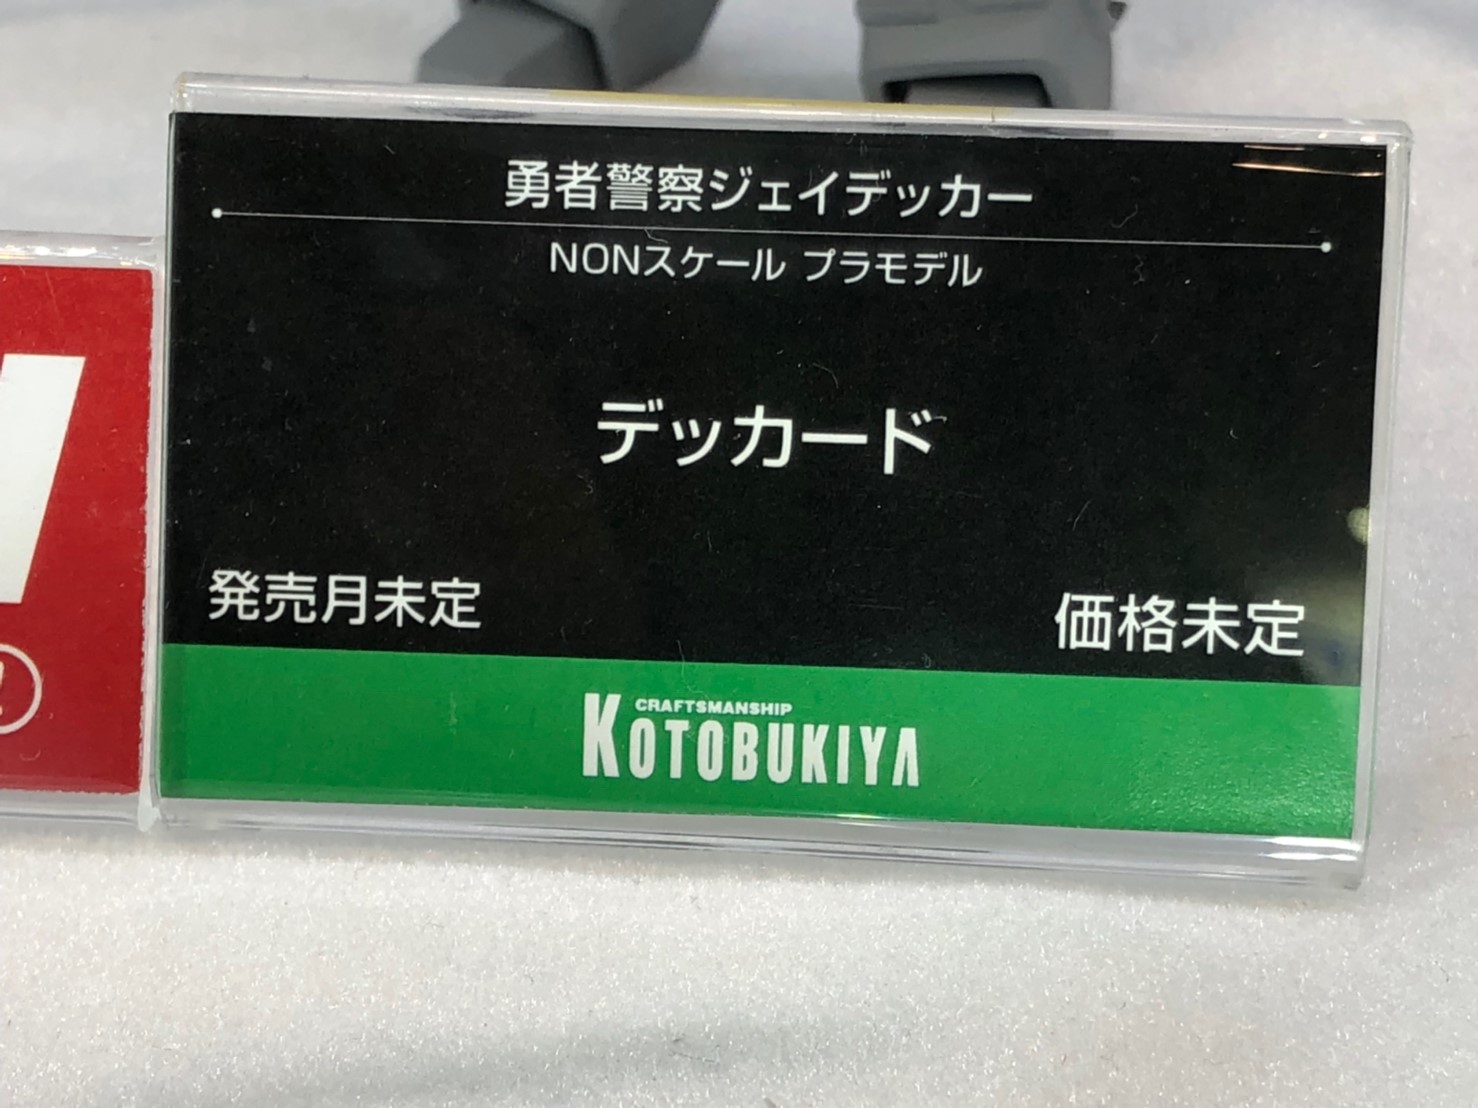 勇者警察ジェイデッカー
NONスケール プラモデル
デッカード
発売月未定
価格未定
CRAFTSMANSHIP
KOTOBUKIYA